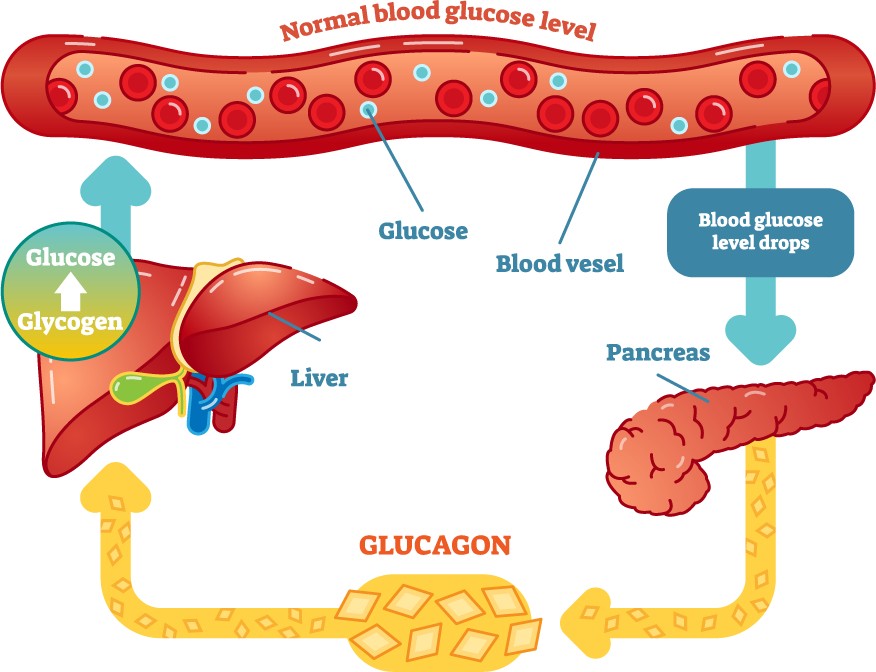 Normal blood glucose level
Glucose
Blood vesel
Blood glucose
level drops
Glucose
Glycogen
Liver
Pancreas
GLUCAGON